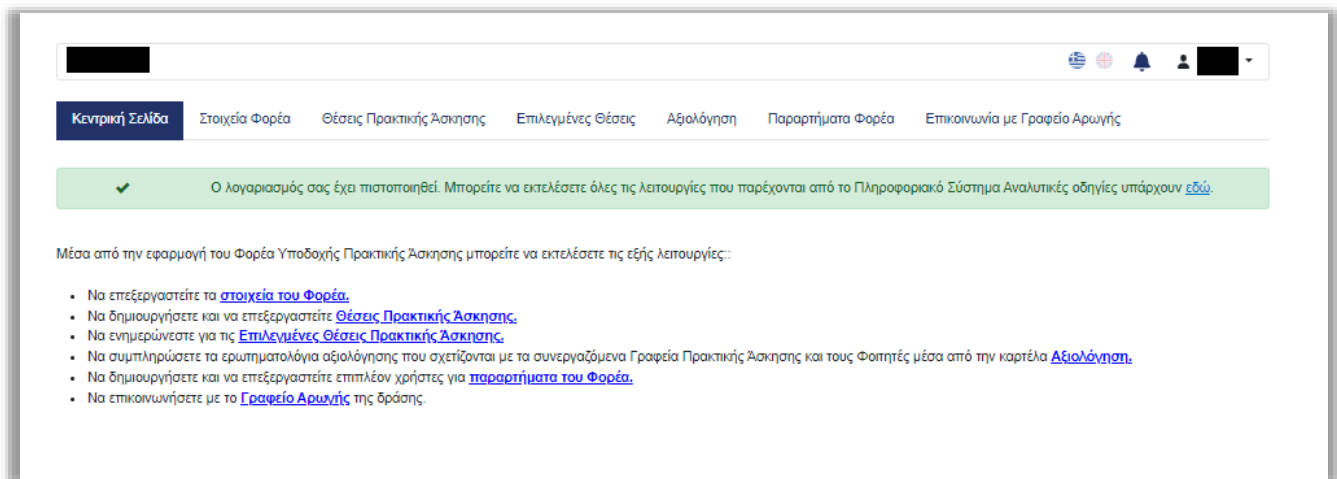 Κεντρική Σελίδα Στοιχεία Φορέα Θέσεις Πρακτικής Άσκησης Επιλεγμένες Θέσεις Αξιολόγηση Παραρτήματα Φορέα Επικοινωνία με Γραφείο Αρωγής
Ο λογαριασμός σας έχει πιστοποιηθεί. Μπορείτε να εκτελέσετε όλες τις λειτουργίες που παρέχονται από το Πληροφοριακό Σύστημα Αναλυτικές οδηγίες υπάρχουν εδώ.
Μέσα από την εφαρμογή του Φορέα Υποδοχής Πρακτικής Άσκησης μπορείτε να εκτελέσετε τις εξής λειτουργίες::
• Να επεξεργαστείτε τα στοιχεία του Φορέα.
• Να δημιουργήσετε και να επεξεργαστείτε Θέσεις Πρακτικής Άσκησης.
• Να ενημερώνεστε για τις Επιλεγμένες Θέσεις Πρακτικής Άσκησης.
• Να συμπληρώσετε τα ερωτηματολόγια αξιολόγησης που σχετίζονται με τα συνεργαζόμενα Γραφεία Πρακτικής Άσκησης και τους Φοιτητές μέσα από την καρτέλα Αξιολόγηση.
• Να δημιουργήσετε και να επεξεργαστείτε επιπλέον χρήστες για παραρτήματα του Φορέα.
• Να επικοινωνήσετε με το Γραφείο Αρωγής της δράσης.